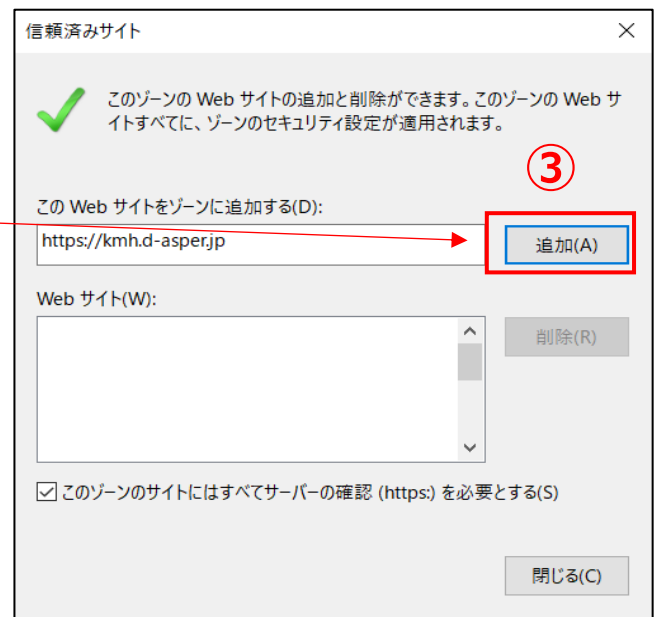 信頼済みサイト
このゾーンの Web サイトの追加と削除ができます。このゾーンの Web サ
イトすべてに、ゾーンのセキュリティ設定が適用されます。
③
この Web サイトをゾーンに追加する(D):
https://kmh.d-asper.jp
追加(A)
Web サイト(W):
削除(R)
このゾーンのサイトにはすべてサーバーの確認 (https:) を必要とする(S)
閉じる(C)